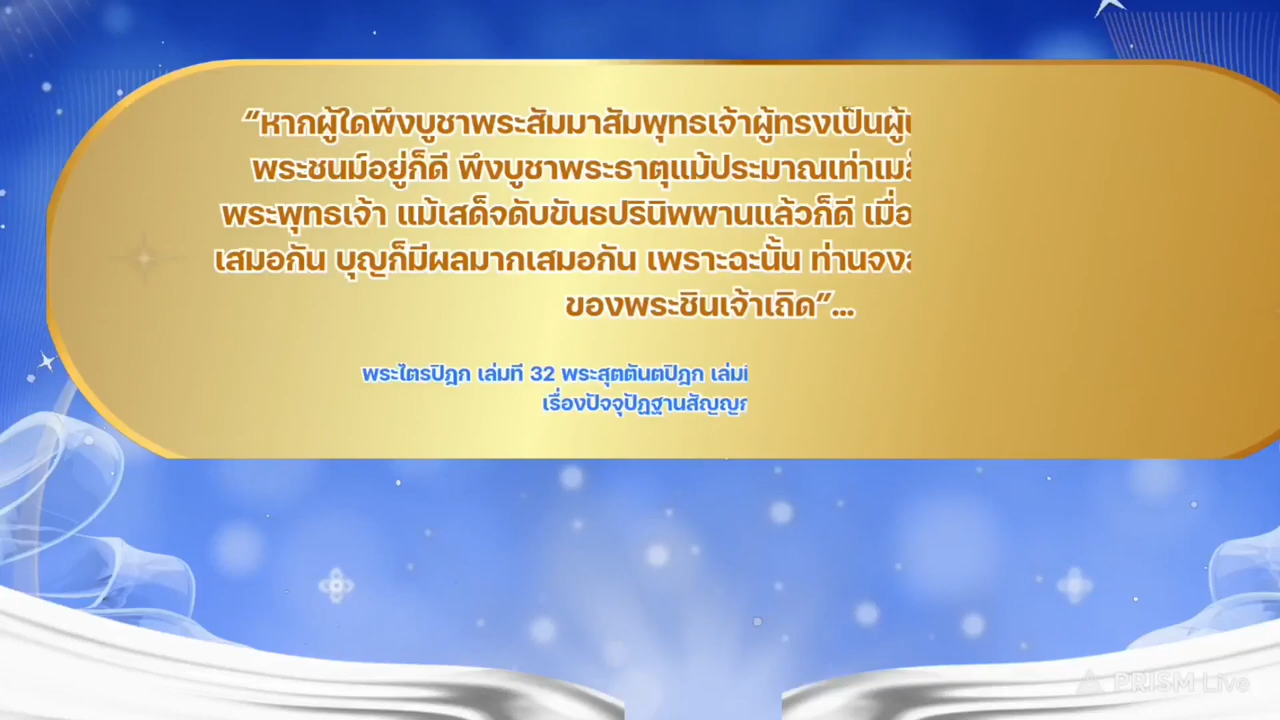 “หากผู้ใดพึงบูชาพระสัมมาสัมพุทธเจ้าผู้ทรงเป็น
พระชนม์อยู่ก็ดี พึงบูชาพระธาตุแม้ประมาณเท่า
พระพุทธเจ้า แม้เสด็จดับขันธปรินิพพานแล้วก็ดี เมื่อ
เสมอกัน บุญก็มีผลมากเสมอกัน เพราะฉะนั้น ท่านจง
ของพระชินเจ้าเถิด”...
พระไตรปิฎก เล่มที่ 32 พระสุตตันตปิฎก
เรื่องปัจจุปัฏฐานสัญญ
PRISM Live